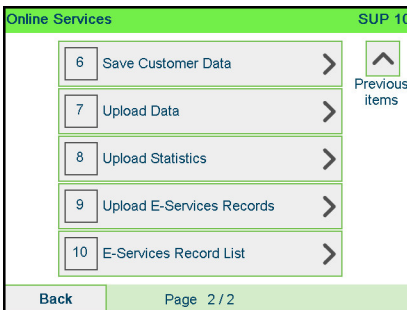 Online Services SUP 10
6 Save Customer Data
Previous
items
7 Upload Data
8 Upload Statistics
9 Upload E-Services Records
10 E-Services Record List
Back Page 2/2